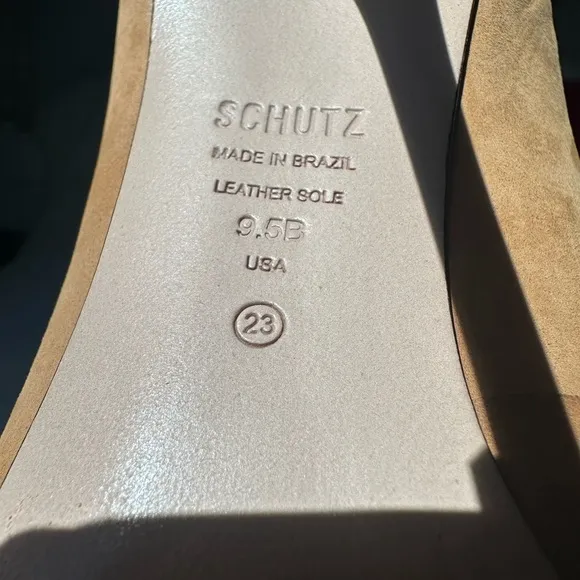 SCHUTZ
MADE IN BRAZIL
LEATHER SOLE
9.5B
USA
23